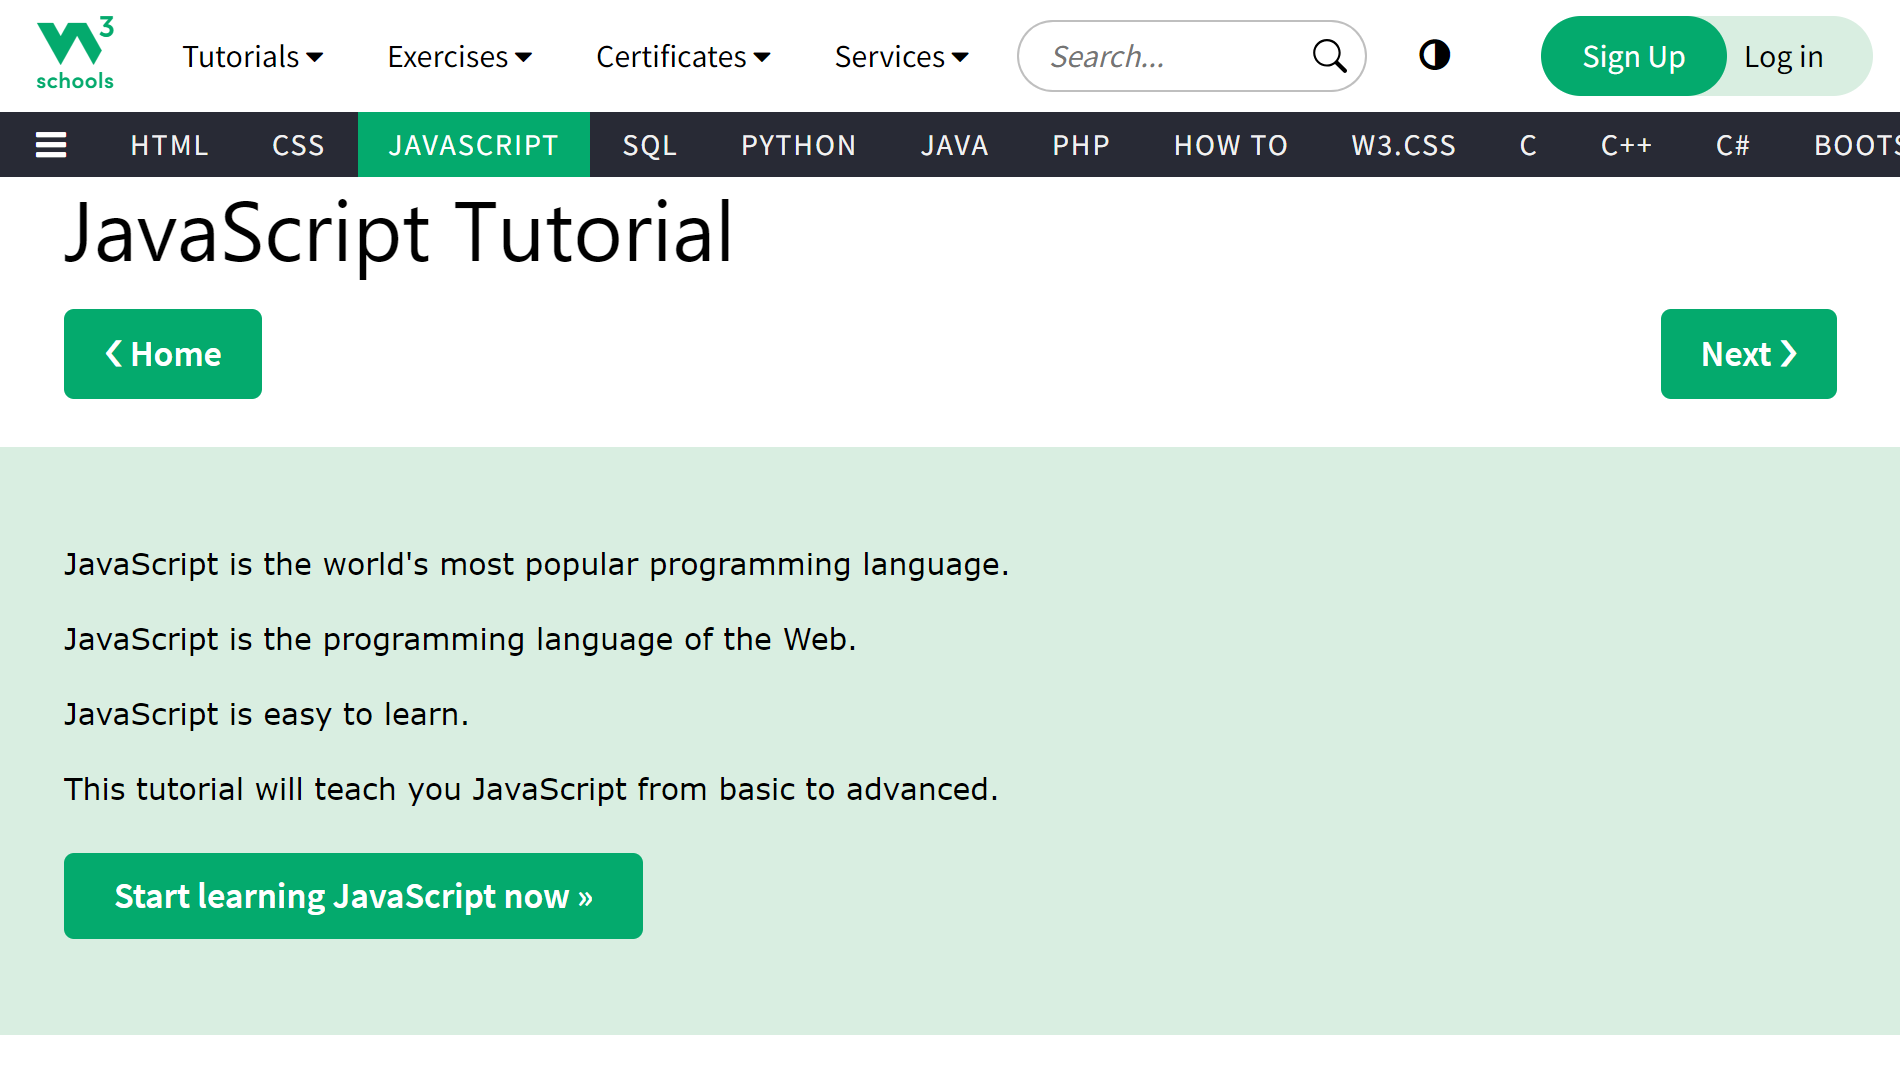 W3 schools
Tutorials Exercises Certificates Services Search... Sign Up Log in
HTML CSS JAVASCRIPT SQL PYTHON JAVA PHP HOW TO W3.CSS C C++ C# BOOTS
JavaScript Tutorial
❮ Home Next ❯
JavaScript is the world's most popular programming language.
JavaScript is the programming language of the Web.
JavaScript is easy to learn.
This tutorial will teach you JavaScript from basic to advanced.
Start learning JavaScript now »